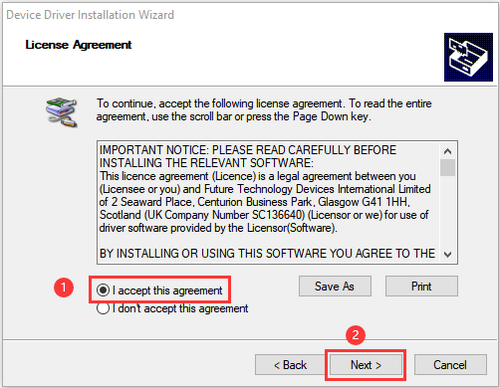 Device Driver Installation Wizard
License Agreement
To continue, accept the following license agreement. To read the entire
agreement, use the scroll bar or press the Page Down key.
IMPORTANT NOTICE: PLEASE READ CAREFULLY BEFORE
INSTALLING THE RELEVANT SOFTWARE:
This licence agreement (Licence) is a legal agreement between you
(Licensee or you) and Future Technology Devices International Limited
of 2 Seaward Place, Centurion Business Park, Glasgow G41 1HH,
Scotland (UK Company Number SC136640) (Licensor or we) for use of
driver software provided by the Licensor(Software).
BY INSTALLING OR USING THIS SOFTWARE YOU AGREE TO THE
1
I accept this agreement
Save As
Print
I don't accept this agreement
2
< Back
Next >
Cancel